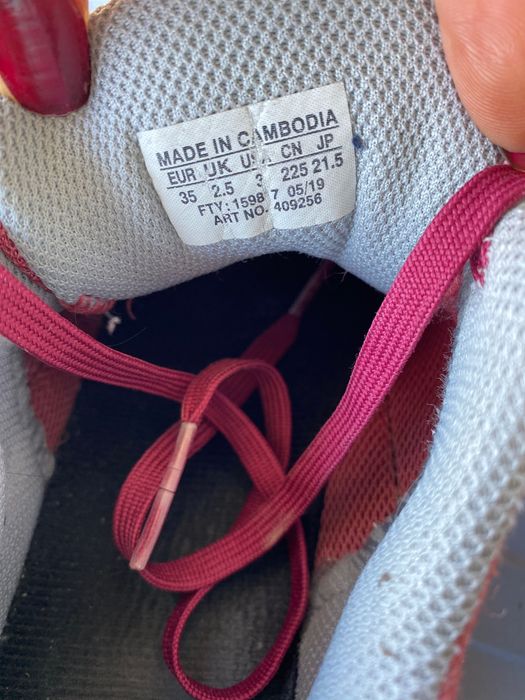 MADE IN CAMBODIA
EUR UK USA CN JP
35 2.5 3 225 21.5
FTY: 1598 7 05/19
ART NO. 409256